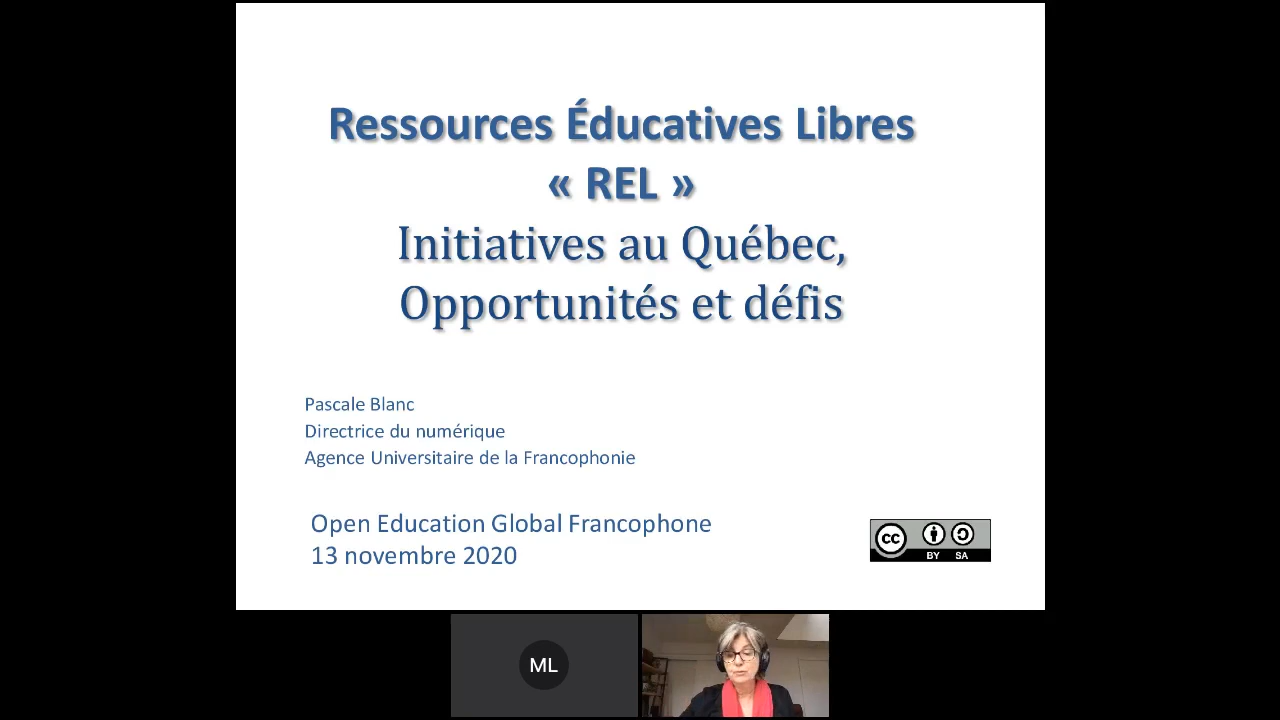 Ressources Éducatives Libres
« REL »
Initiatives au Québec,
Opportunités et défis
Pascale Blanc
Directrice du numérique
Agence Universitaire de la Francophonie
Open Education Global Francophone
13 novembre 2020
cc
BY SA
ML